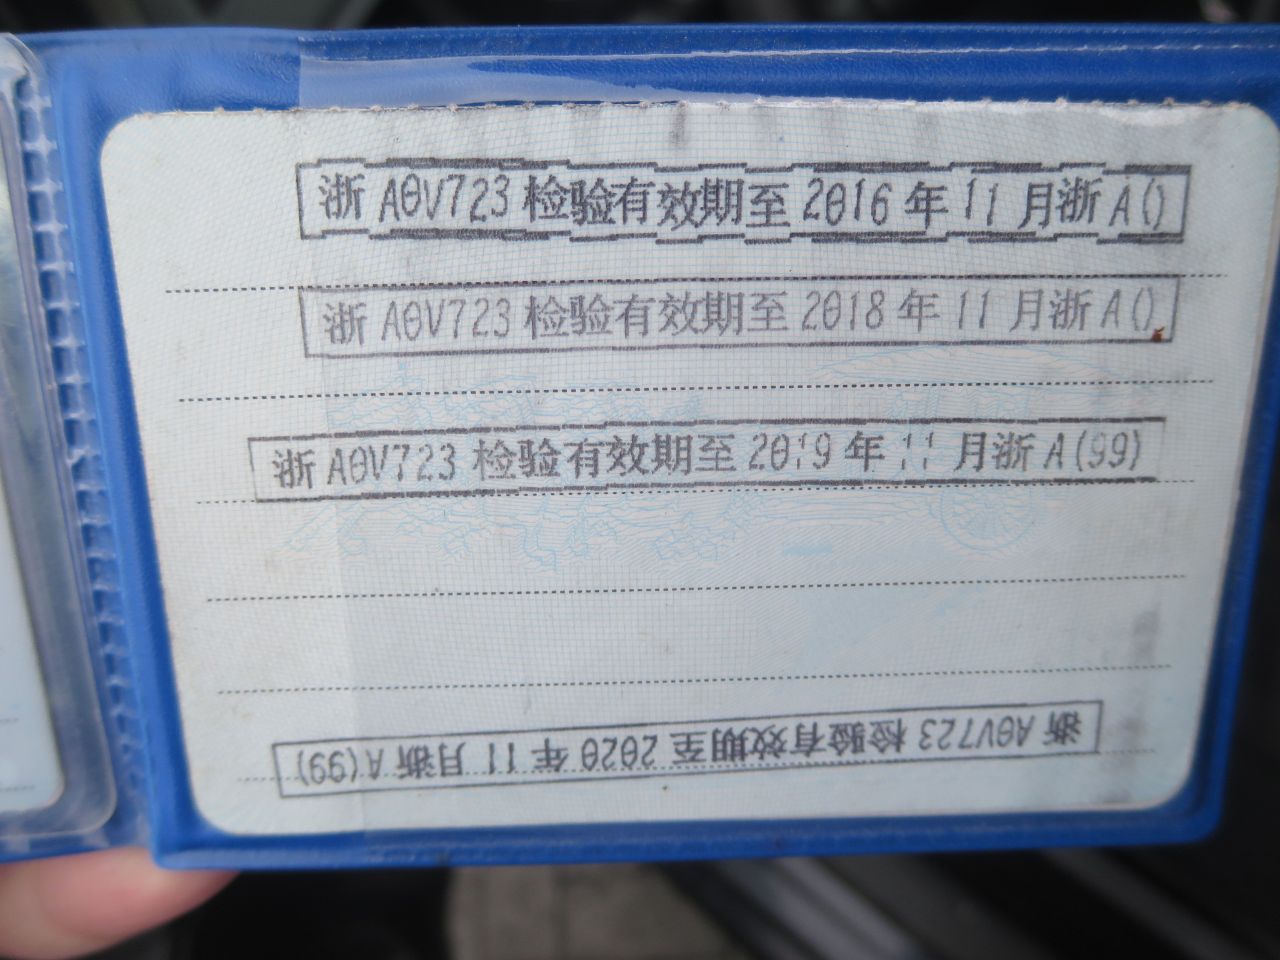 浙 A0V723 检验有效期至 2016 年 11 月浙 A()
浙 A0V723 检验有效期至 2018 年 11 月浙 A()
浙 A0V723 检验有效期至 2019 年 11 月浙 A(99)
浙 A0V723 检验有效期至 2020 年 11 月浙 A(99)